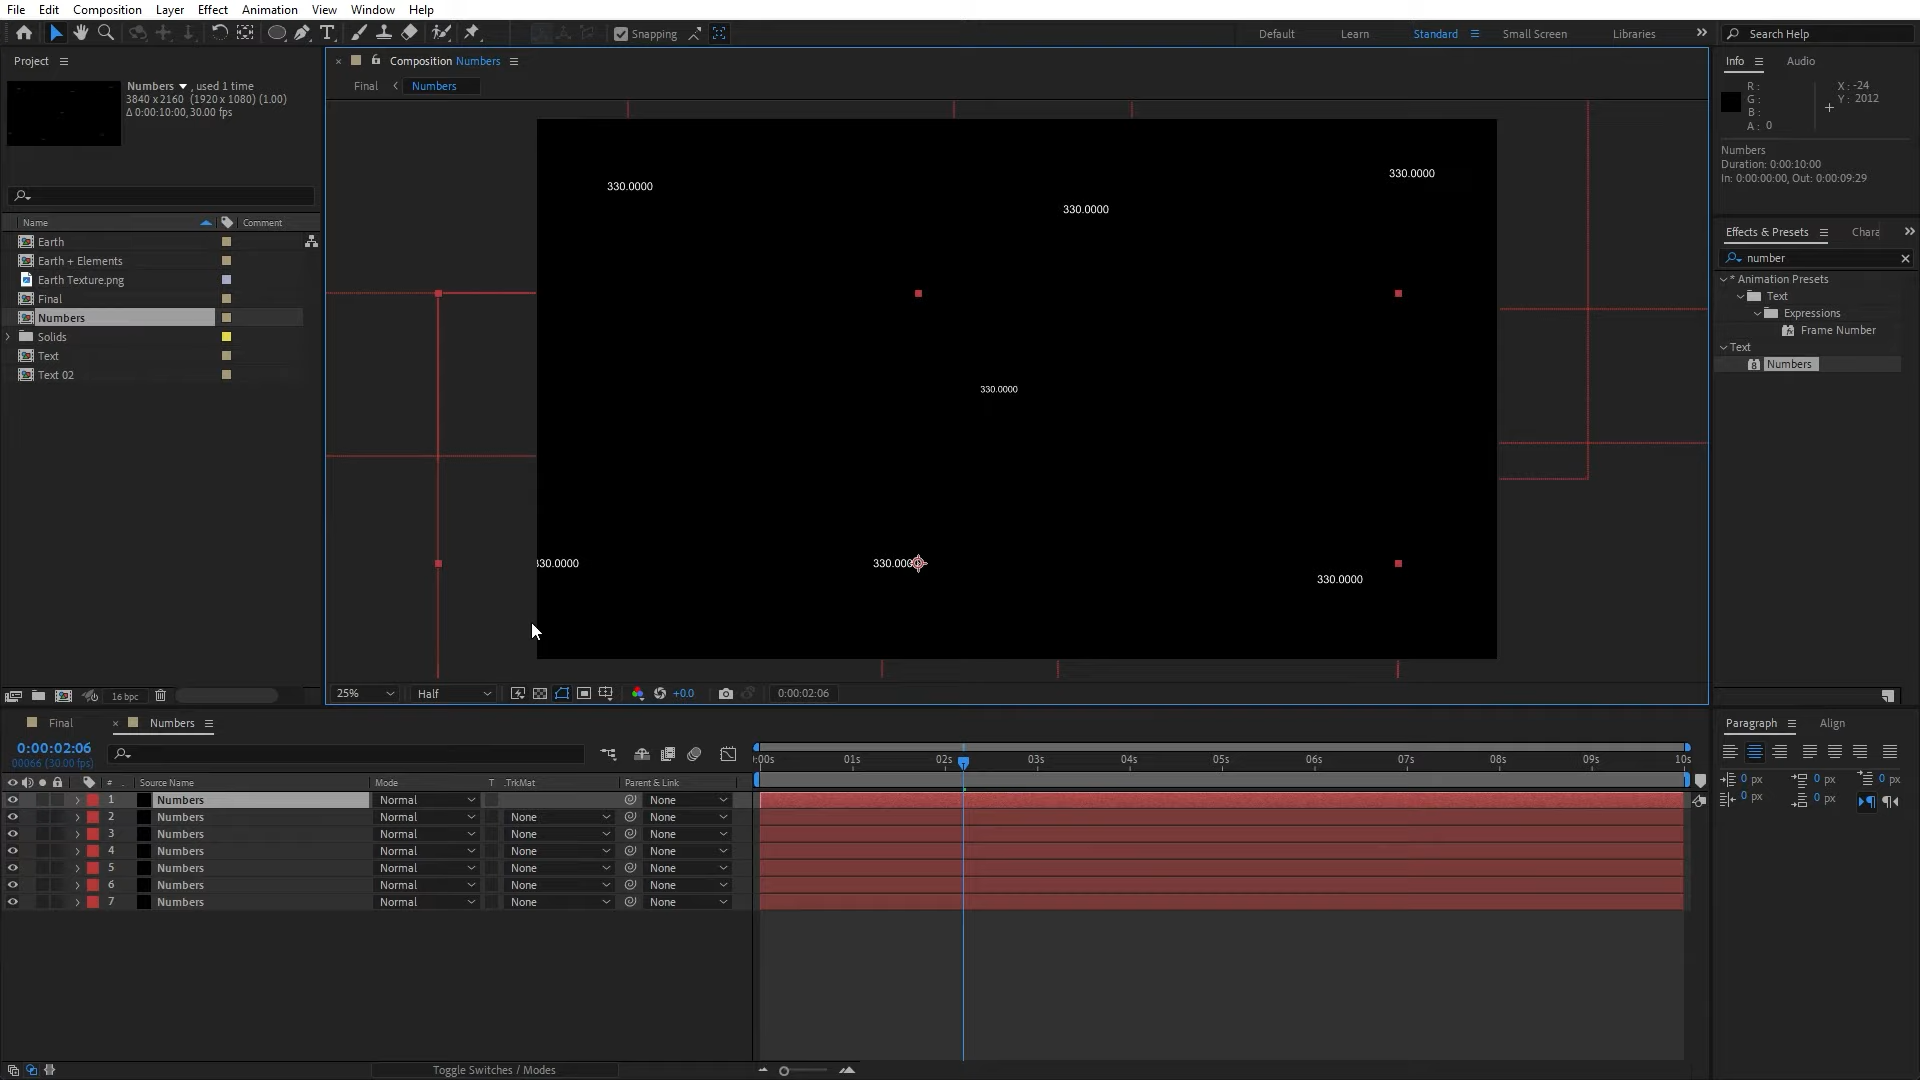 File Edit Composition Layer Effect Animation View Window Help
Snapping Default Learn Standard Small Screen Libraries Search Help
Project
Numbers , used 1 time
3840 x 2160 (1920 x 1080) (1.00)
Δ 0:00:10:00, 30.00 fps
Name Comment
Earth
Earth + Elements
Earth Texture.png
Final
Numbers
Solids
Text
Text 02
16 bpc
Composition Numbers
Final Numbers
330.0000
330.0000
330.0000
330.0000
330.0000
330.0000
330.0000
25% Half +0.0 0:00:02:06
Info Audio
R :
G :
B :
A : 0
X : -24
Y : 2012
Numbers
Duration: 0:00:10:00
In: 0:00:00:00, Out: 0:00:09:29
Effects & Presets Chara
number
* Animation Presets
Text
Expressions
Frame Number
Text
Numbers
Final Numbers
0:00:02:06
00066 (30.00 fps)
:00s 01s 02s 03s 04s 05s 06s 07s 08s 09s 10s
# Source Name Mode T .TrkMat Parent & Link
1 Numbers Normal None
2 Numbers Normal None None
3 Numbers Normal None None
4 Numbers Normal None None
5 Numbers Normal None None
6 Numbers Normal None None
7 Numbers Normal None None
Toggle Switches / Modes
Paragraph Align
0 px 0 px 0 px
0 px 0 px